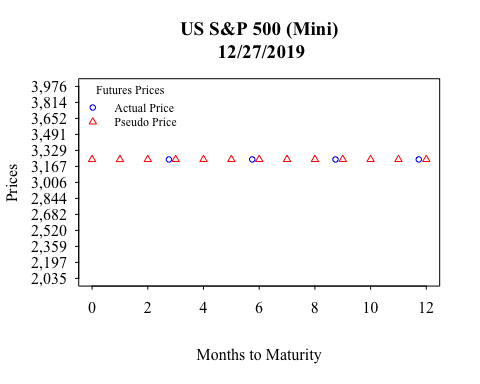 US S&P 500 (Mini)
12/27/2019
Futures Prices
Actual Price
Pseudo Price
Prices
3,976
3,814
3,652
3,491
3,329
3,167
3,006
2,844
2,682
2,520
2,359
2,197
2,035
0 2 4 6 8 10 12
Months to Maturity